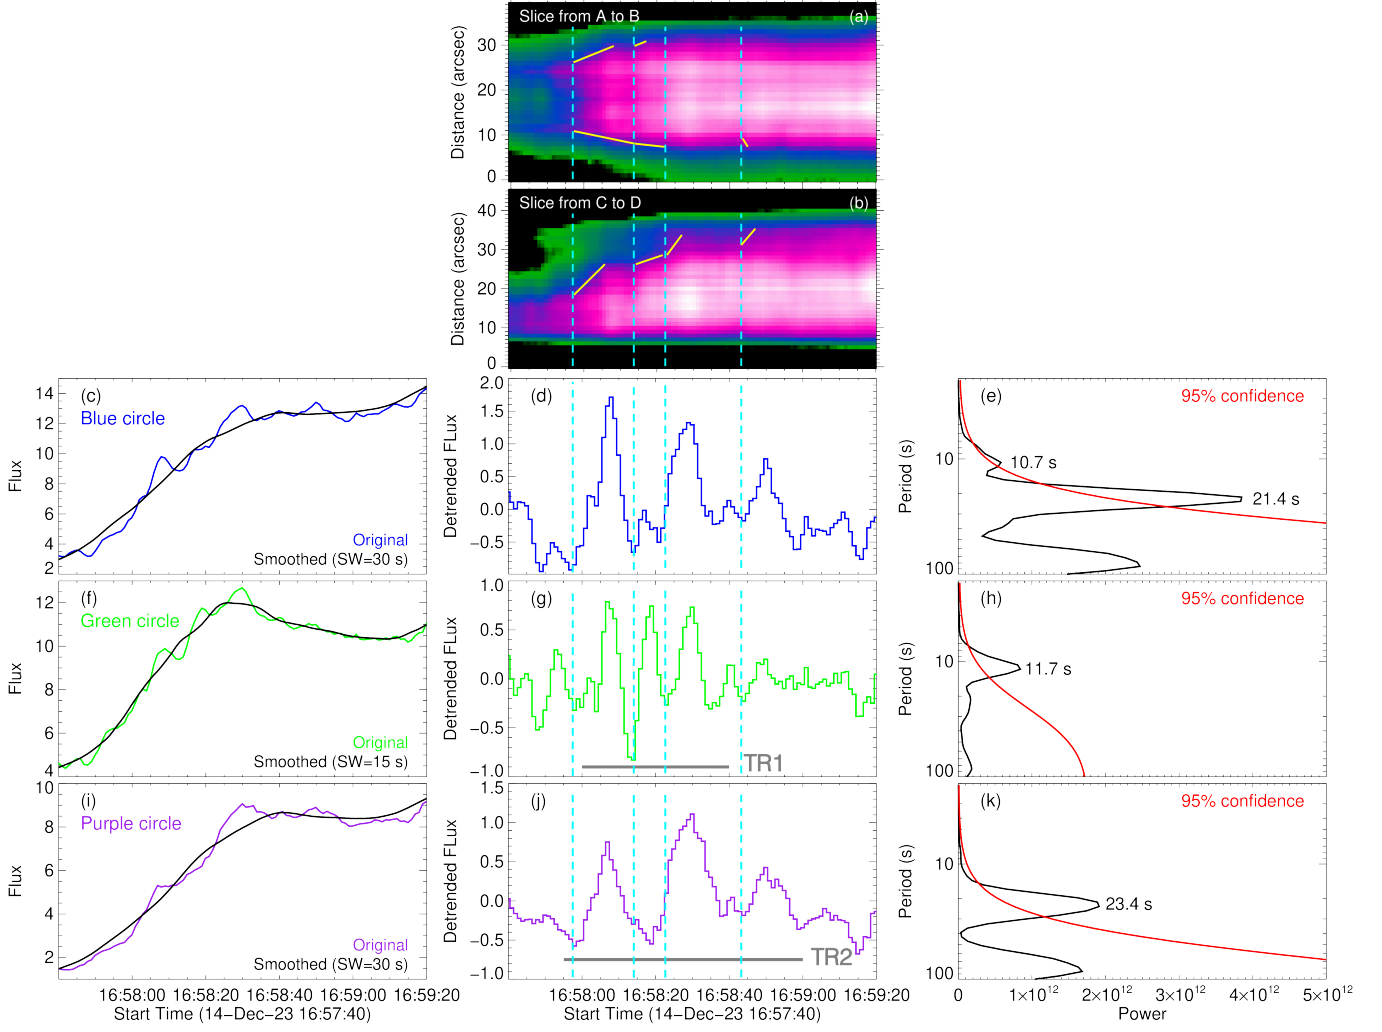 Slice from A to B
(a)
Distance (arcsec)
30
20
10
0
Slice from C to D
(b)
Distance (arcsec)
40
30
20
10
0
(c)
Blue circle
Original
Smoothed (SW=30 s)
Flux
14
12
10
8
6
4
2
(d)
Detrended FLux
2.0
1.5
1.0
0.5
0.0
−0.5
(e)
95% confidence
10.7 s
21.4 s
Period (s)
10
100
(f)
Green circle
Original
Smoothed (SW=15 s)
Flux
12
10
8
6
4
(g)
TR1
Detrended FLux
1.0
0.5
0.0
−0.5
−1.0
(h)
95% confidence
11.7 s
Period (s)
10
100
(i)
Purple circle
Original
Smoothed (SW=30 s)
Flux
10
8
6
4
2
16:58:00 16:58:20 16:58:40 16:59:00 16:59:20
Start Time (14−Dec−23 16:57:40)
(j)
TR2
Detrended FLux
1.5
1.0
0.5
0.0
−0.5
−1.0
16:58:00 16:58:20 16:58:40 16:59:00 16:59:20
Start Time (14−Dec−23 16:57:40)
(k)
95% confidence
23.4 s
Period (s)
10
100
0 1×10¹² 2×10¹² 3×10¹² 4×10¹² 5×10¹²
Power